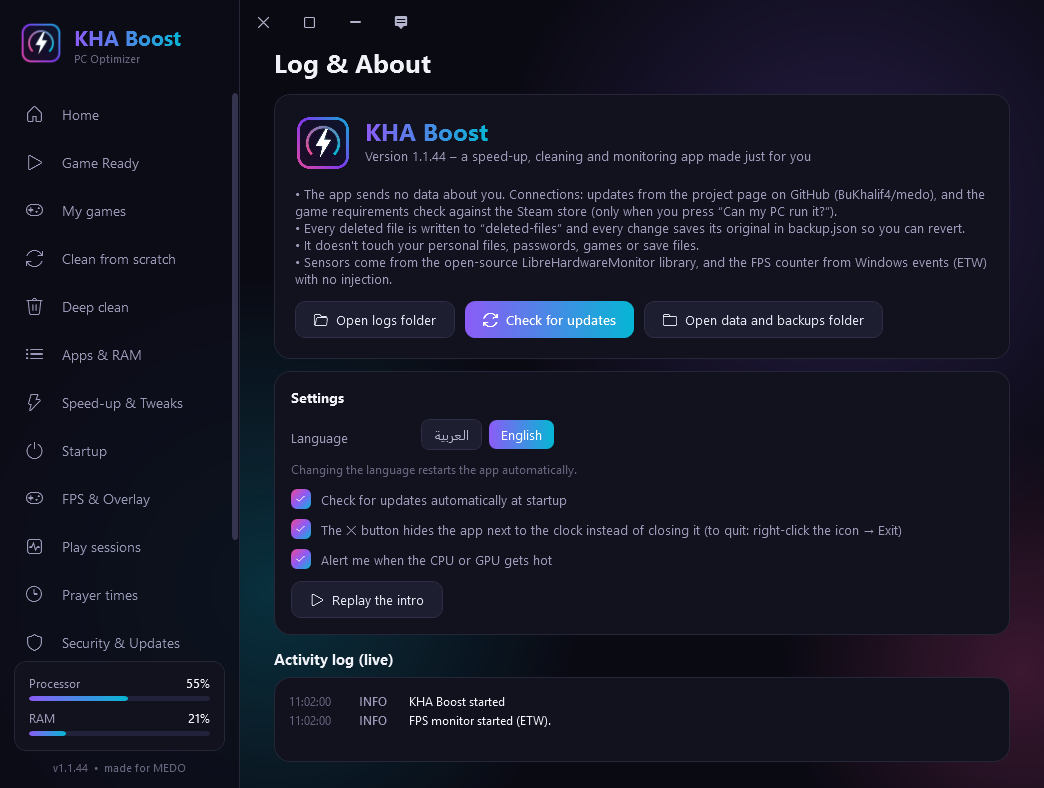 KHA Boost
PC Optimizer
Home
Game Ready
My games
Clean from scratch
Deep clean
Apps & RAM
Speed-up & Tweaks
Startup
FPS & Overlay
Play sessions
Prayer times
Security & Updates
Processor 55%
RAM 21%
v1.1.44 • made for MEDO
Log & About
KHA Boost
Version 1.1.44 – a speed-up, cleaning and monitoring app made just for you
• The app sends no data about you. Connections: updates from the project page on GitHub (BuKhalif4/medo), and the
game requirements check against the Steam store (only when you press “Can my PC run it?”).
• Every deleted file is written to “deleted-files” and every change saves its original in backup.json so you can revert.
• It doesn't touch your personal files, passwords, games or save files.
• Sensors come from the open-source LibreHardwareMonitor library, and the FPS counter from Windows events (ETW)
with no injection.
Open logs folder Check for updates Open data and backups folder
Settings
Language العربية English
Changing the language restarts the app automatically.
Check for updates automatically at startup
The ✕ button hides the app next to the clock instead of closing it (to quit: right-click the icon → Exit)
Alert me when the CPU or GPU gets hot
Replay the intro
Activity log (live)
11:02:00 INFO KHA Boost started
11:02:00 INFO FPS monitor started (ETW).